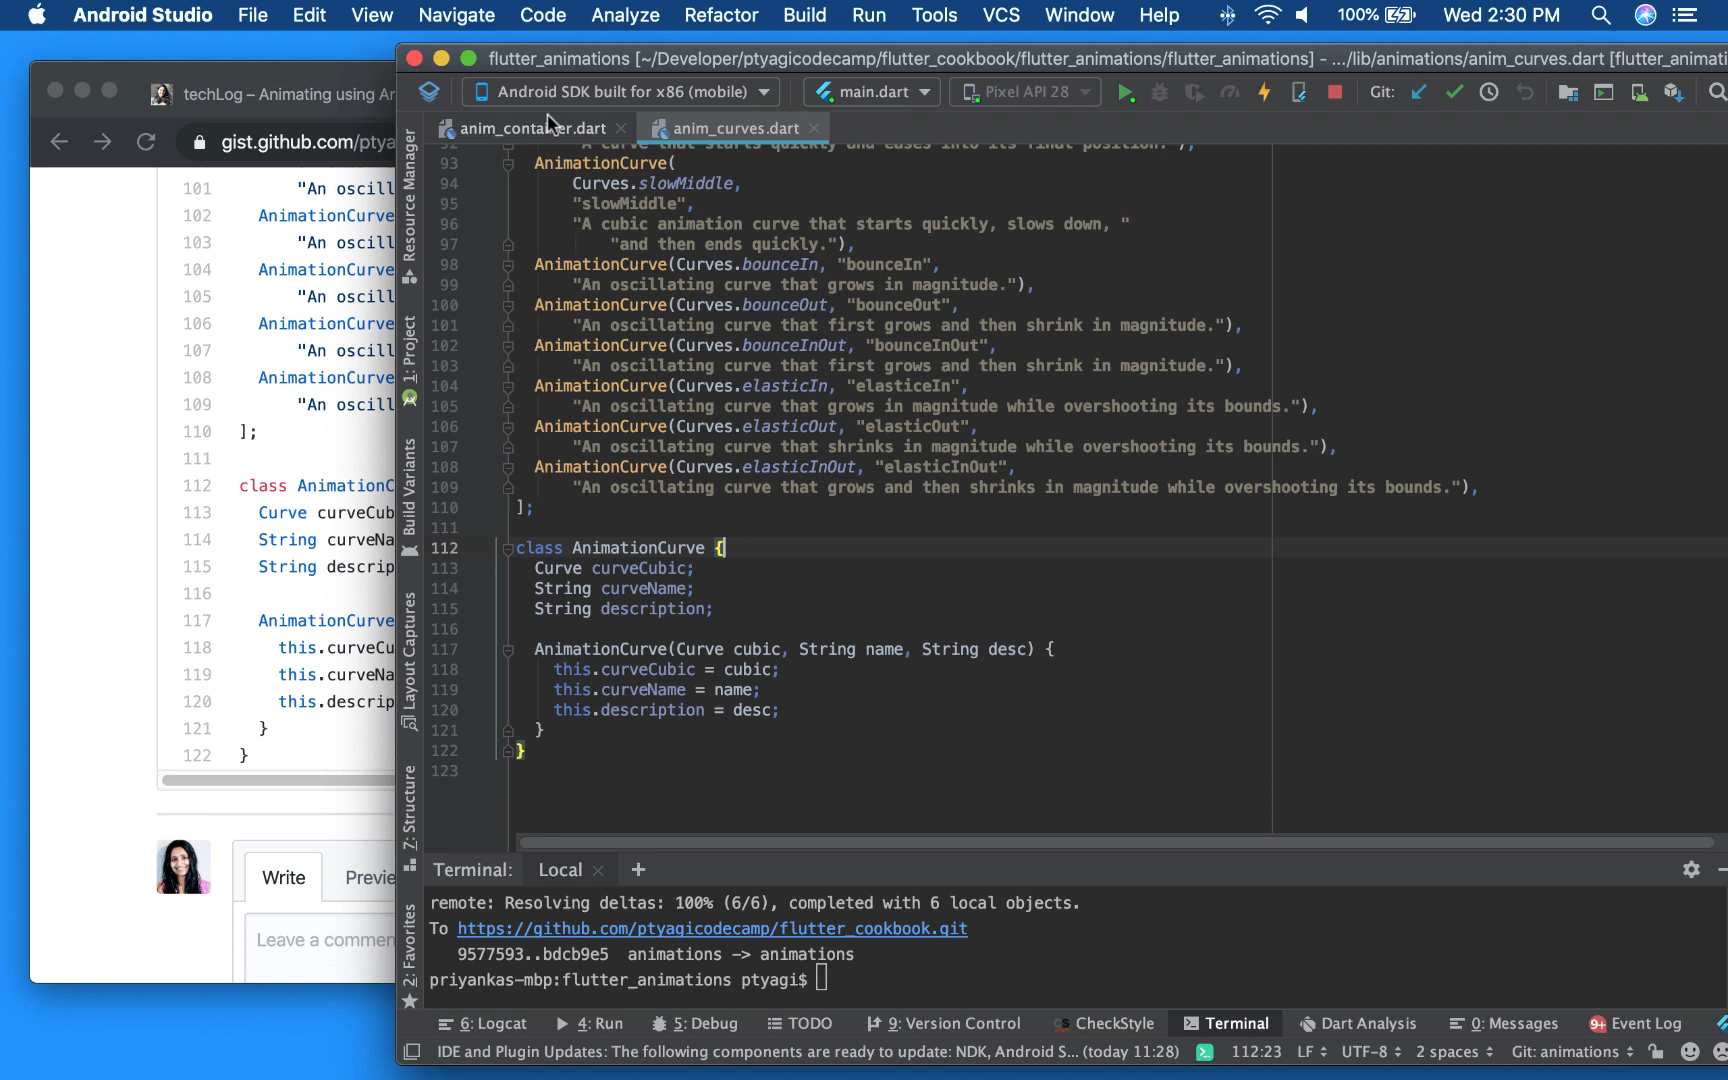 Android Studio File Edit View Navigate Code Analyze Refactor Build Run Tools VCS Window Help 100% Wed 2:30 PM
flutter_animations [~/Developer/ptyagicodecamp/flutter_cookbook/flutter_animations/flutter_animations] - .../lib/animations/anim_curves.dart [flutter_animati
techLog – Animating using Ar
Android SDK built for x86 (mobile) main.dart Pixel API 28 Git:
gist.github.com/ptya
anim_container.dart anim_curves.dart
92 "A curve that starts quickly and eases into its final position."),
93 AnimationCurve(
94 Curves.slowMiddle,
95 "slowMiddle",
96 "A cubic animation curve that starts quickly, slows down, "
97 "and then ends quickly."),
98 AnimationCurve(Curves.bounceIn, "bounceIn",
99 "An oscillating curve that grows in magnitude."),
100 AnimationCurve(Curves.bounceOut, "bounceOut",
101 "An oscillating curve that first grows and then shrink in magnitude."),
102 AnimationCurve(Curves.bounceInOut, "bounceInOut",
103 "An oscillating curve that first grows and then shrink in magnitude."),
104 AnimationCurve(Curves.elasticIn, "elasticeIn",
105 "An oscillating curve that grows in magnitude while overshooting its bounds."),
106 AnimationCurve(Curves.elasticOut, "elasticOut",
107 "An oscillating curve that shrinks in magnitude while overshooting its bounds."),
108 AnimationCurve(Curves.elasticInOut, "elasticInOut",
109 "An oscillating curve that grows and then shrinks in magnitude while overshooting its bounds."),
110 ];
111
112 class AnimationCurve {
113 Curve curveCubic;
114 String curveName;
115 String description;
116
117 AnimationCurve(Curve cubic, String name, String desc) {
118 this.curveCubic = cubic;
119 this.curveName = name;
120 this.description = desc;
121 }
122 }
123
101 "An oscill
102 AnimationCurve
103 "An oscill
104 AnimationCurve
105 "An oscill
106 AnimationCurve
107 "An oscill
108 AnimationCurve
109 "An oscill
110 ];
111
112 class AnimationC
113 Curve curveCub
114 String curveNa
115 String descrip
116
117 AnimationCurve
118 this.curveCu
119 this.curveNa
120 this.descrip
121 }
122 }
Write Previe
Leave a commen
Resource Manager
1: Project
Build Variants
Layout Captures
7: Structure
2: Favorites
Terminal: Local +
remote: Resolving deltas: 100% (6/6), completed with 6 local objects.
To https://github.com/ptyagicodecamp/flutter_cookbook.git
9577593..bdcb9e5 animations -> animations
priyankas-mbp:flutter_animations ptyagi$
6: Logcat 4: Run 5: Debug TODO 9: Version Control CS CheckStyle Terminal Dart Analysis 0: Messages 9+ Event Log
IDE and Plugin Updates: The following components are ready to update: NDK, Android S... (today 11:28) 112:23 LF UTF-8 2 spaces Git: animations